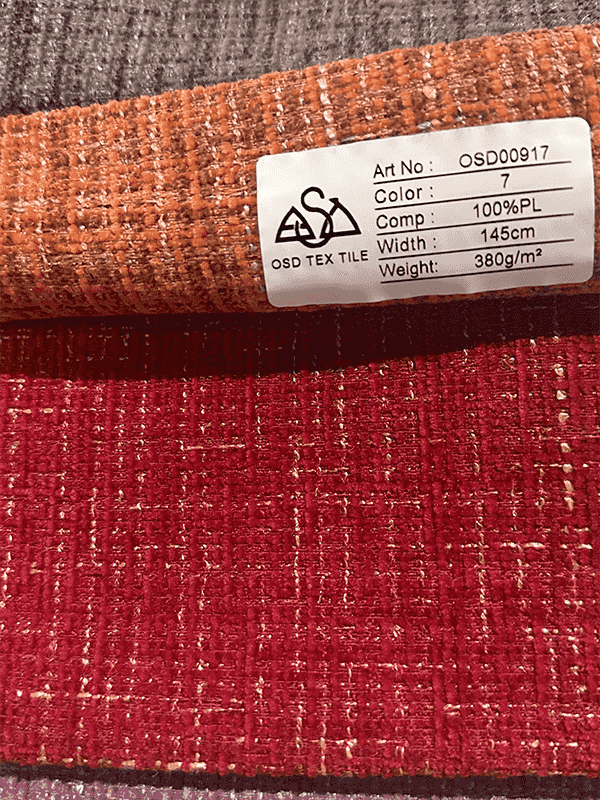 Art No : OSD00917
Color : 7
Comp : 100%PL
Width : 145cm
Weight: 380g/m²
OSD TEX TILE